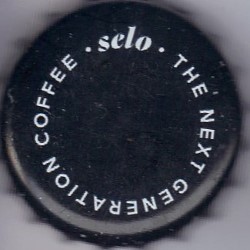 selo
THE NEXT GENERATION COFFEE